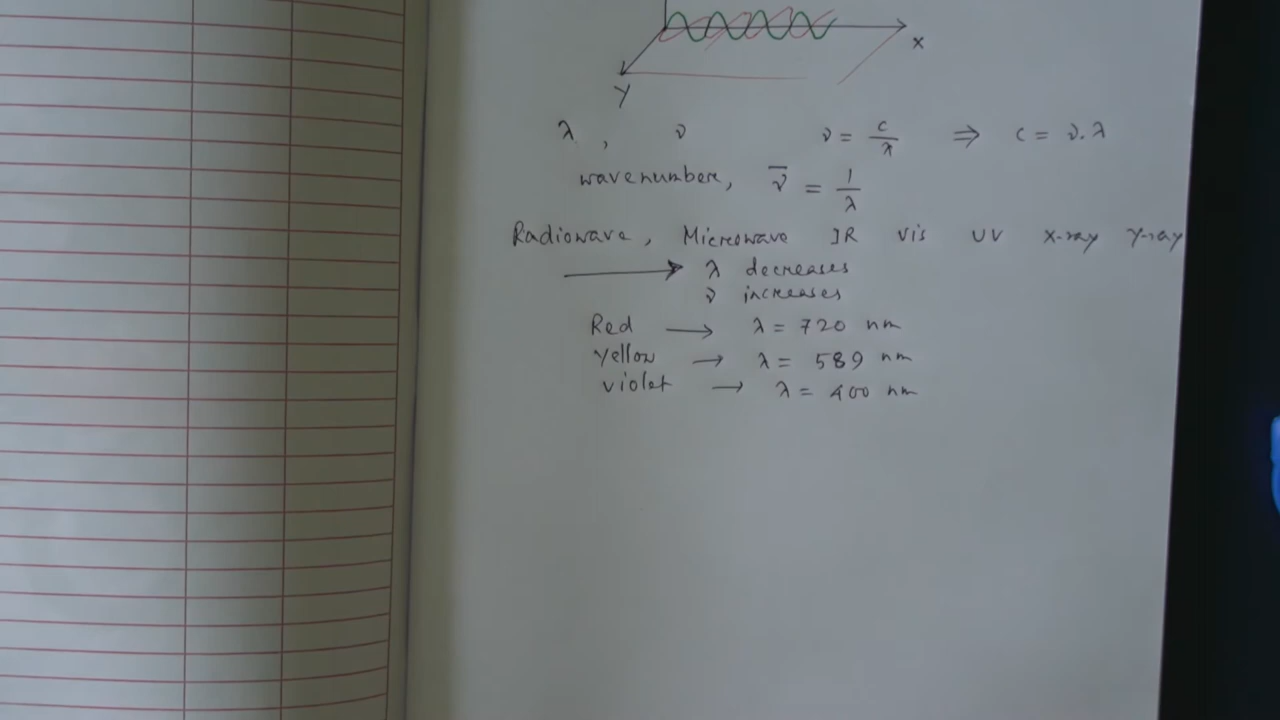 x
y
λ, ν ν = c/λ ⇒ c = ν.λ
wavenumber, ν̅ = 1/λ
Radiowave, Microwave IR Vis UV X-ray γ-ray
→ λ decreases
ν increases
Red → λ = 720 nm
yellow → λ = 589 nm
violet → λ = 400 nm